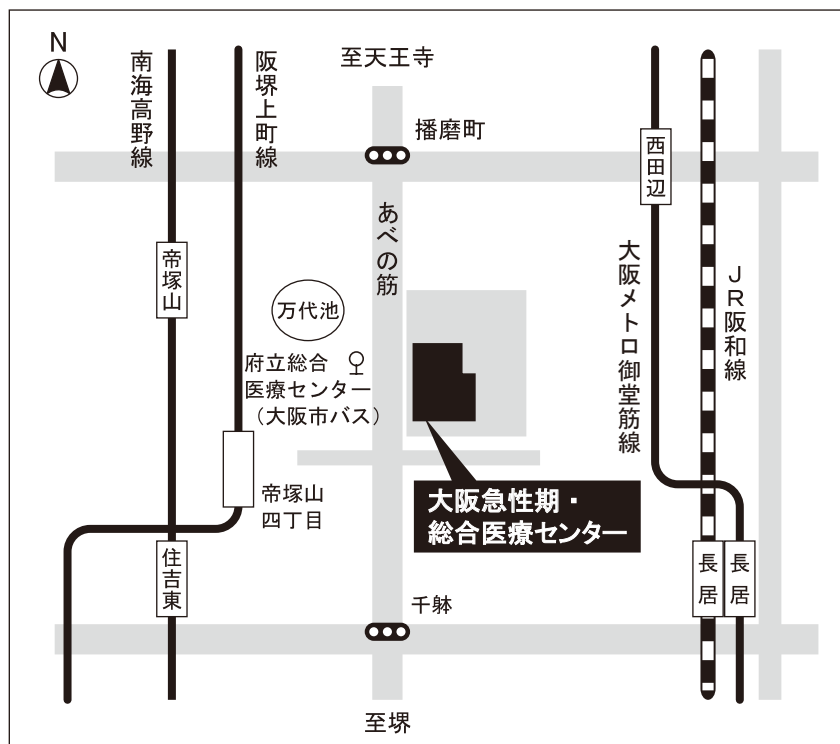 N
南海高野線
阪堺上町線
至天王寺
播磨町
西田辺
あべの筋
帝塚山
万代池
大阪メトロ御堂筋線
JR阪和線
府立総合
医療センター
(大阪市バス)
帝塚山
四丁目
大阪急性期・
総合医療センター
住吉東
長居
長居
千躰
至堺